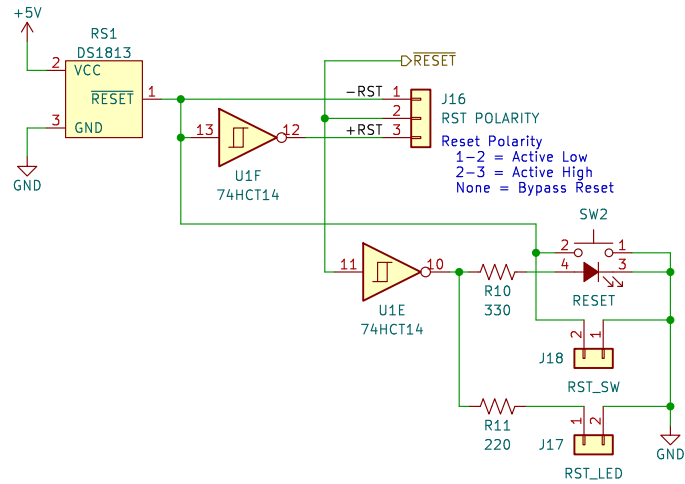 +5V
RS1
DS1813
2
VCC
RESET
1
3
GND
GND
13
12
U1F
74HCT14
RESET
-RST
1
2
+RST
3
J16
RST POLARITY
Reset Polarity
1-2 = Active Low
2-3 = Active High
None = Bypass Reset
11
10
U1E
74HCT14
SW2
2
1
4
3
RESET
R10
330
2
1
J18
RST_SW
R11
220
1
2
J17
RST_LED
GND